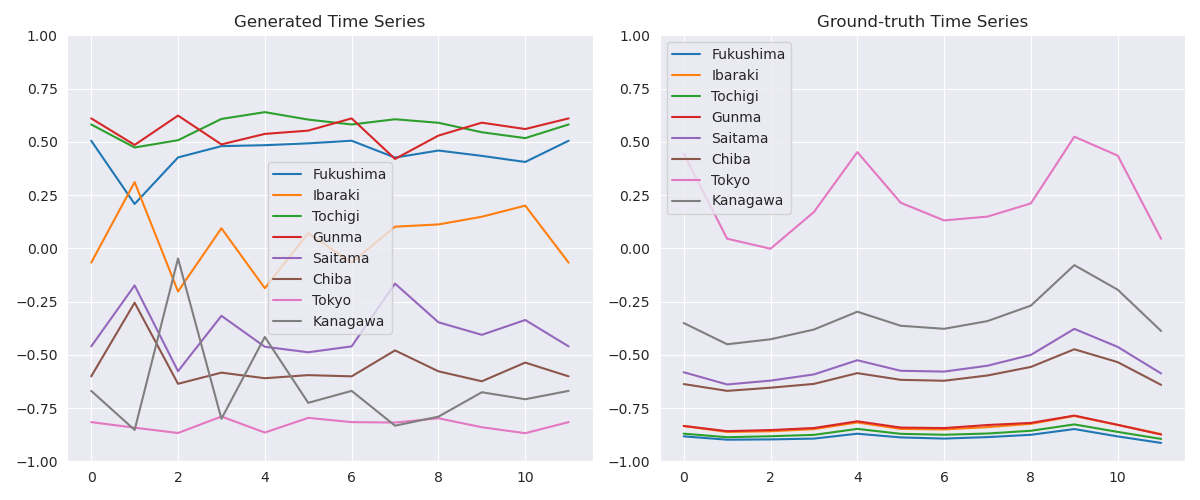 Generated Time Series
1.00
0.75
0.50
0.25
0.00
−0.25
−0.50
−0.75
−1.00
0 2 4 6 8 10
Fukushima
Ibaraki
Tochigi
Gunma
Saitama
Chiba
Tokyo
Kanagawa
Ground-truth Time Series
1.00
0.75
0.50
0.25
0.00
−0.25
−0.50
−0.75
−1.00
0 2 4 6 8 10
Fukushima
Ibaraki
Tochigi
Gunma
Saitama
Chiba
Tokyo
Kanagawa